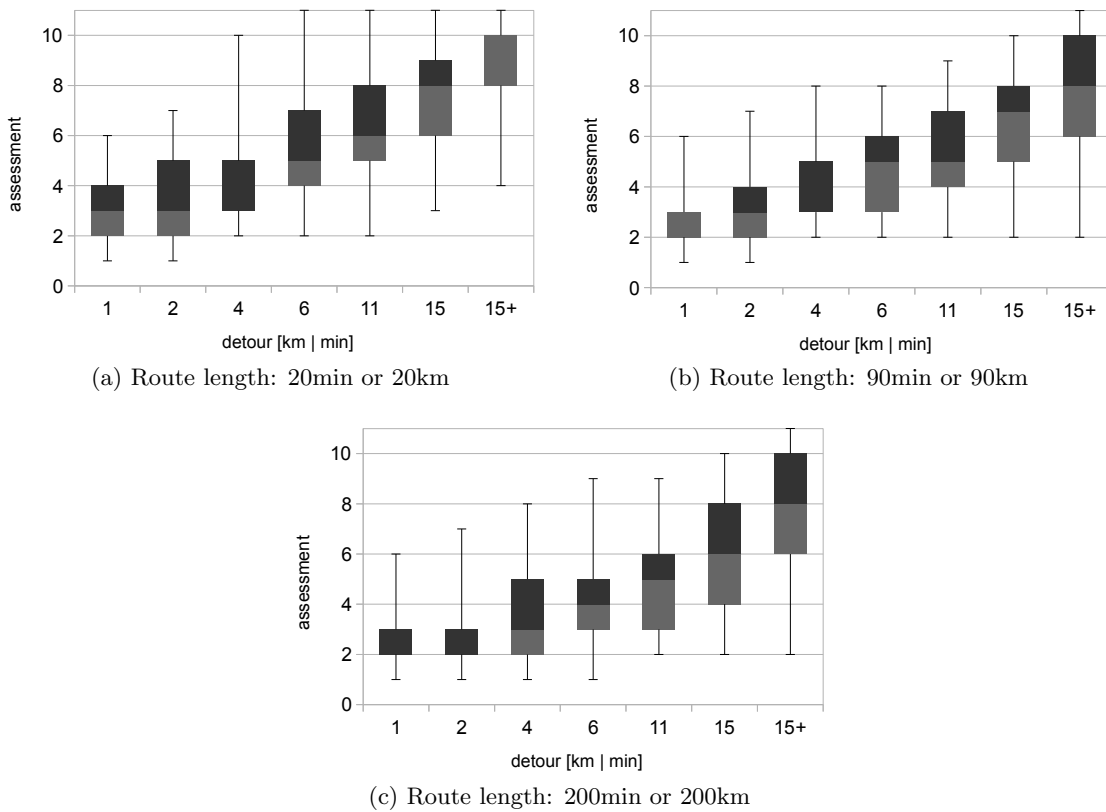 10
8
6
4
2
0
assessment
1 2 4 6 11 15 15+
detour [km | min]
(a) Route length: 20min or 20km
10
8
6
4
2
0
assessment
1 2 4 6 11 15 15+
detour [km | min]
(b) Route length: 90min or 90km
10
8
6
4
2
0
assessment
1 2 4 6 11 15 15+
detour [km | min]
(c) Route length: 200min or 200km